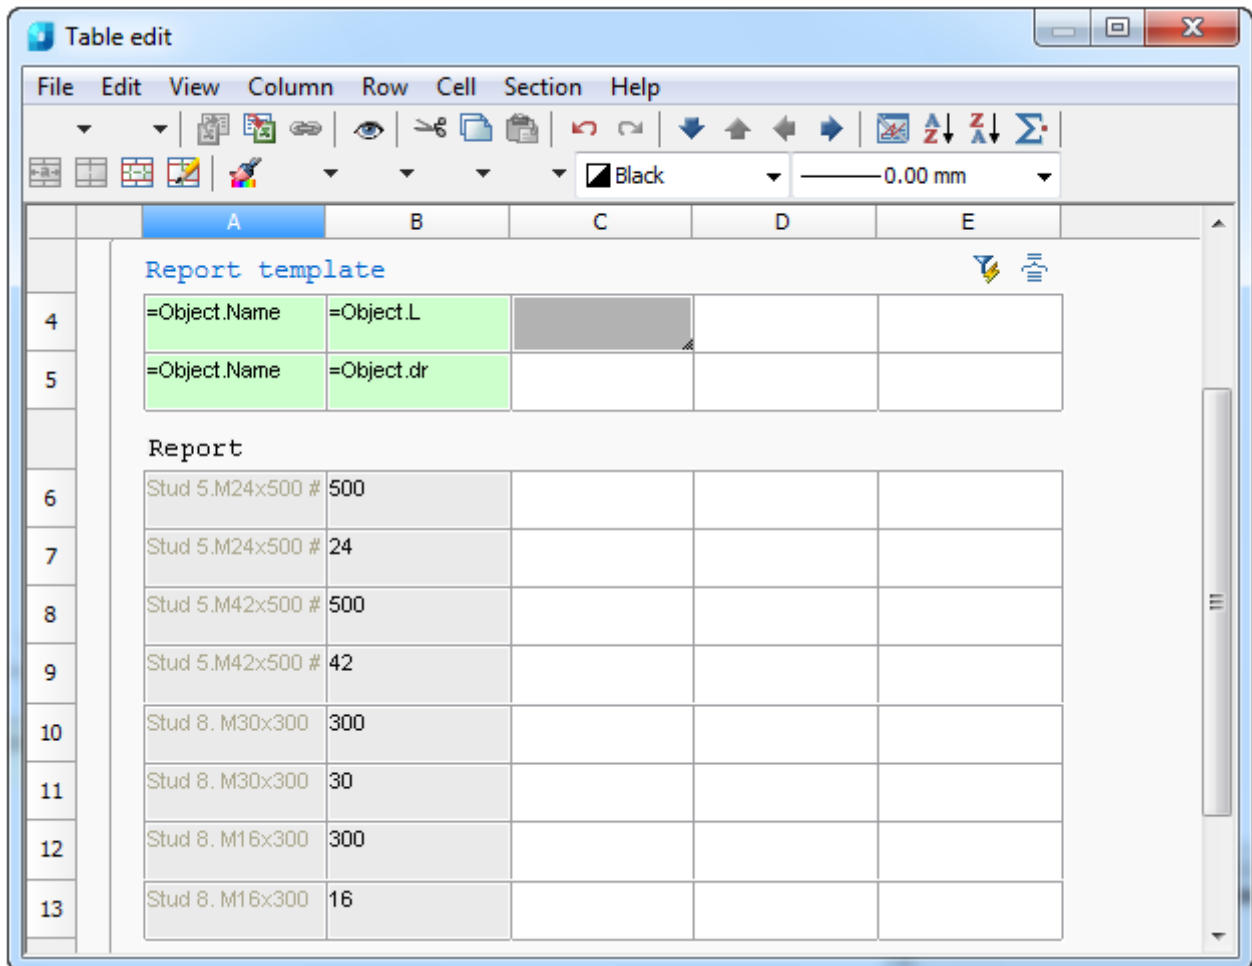 Table edit
File Edit View Column Row Cell Section Help
Black 0.00 mm
A B C D E
Report template
4 =Object.Name =Object.L
5 =Object.Name =Object.dr
Report
6 Stud 5.M24x500 # 500
7 Stud 5.M24x500 # 24
8 Stud 5.M42x500 # 500
9 Stud 5.M42x500 # 42
10 Stud 8. M30x300 300
11 Stud 8. M30x300 30
12 Stud 8. M16x300 300
13 Stud 8. M16x300 16